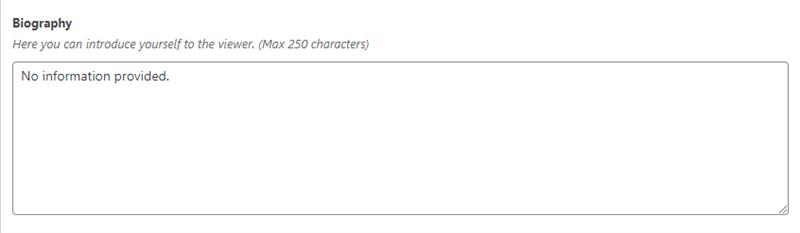 Biography
Here you can introduce yourself to the viewer. (Max 250 characters)
No information provided.